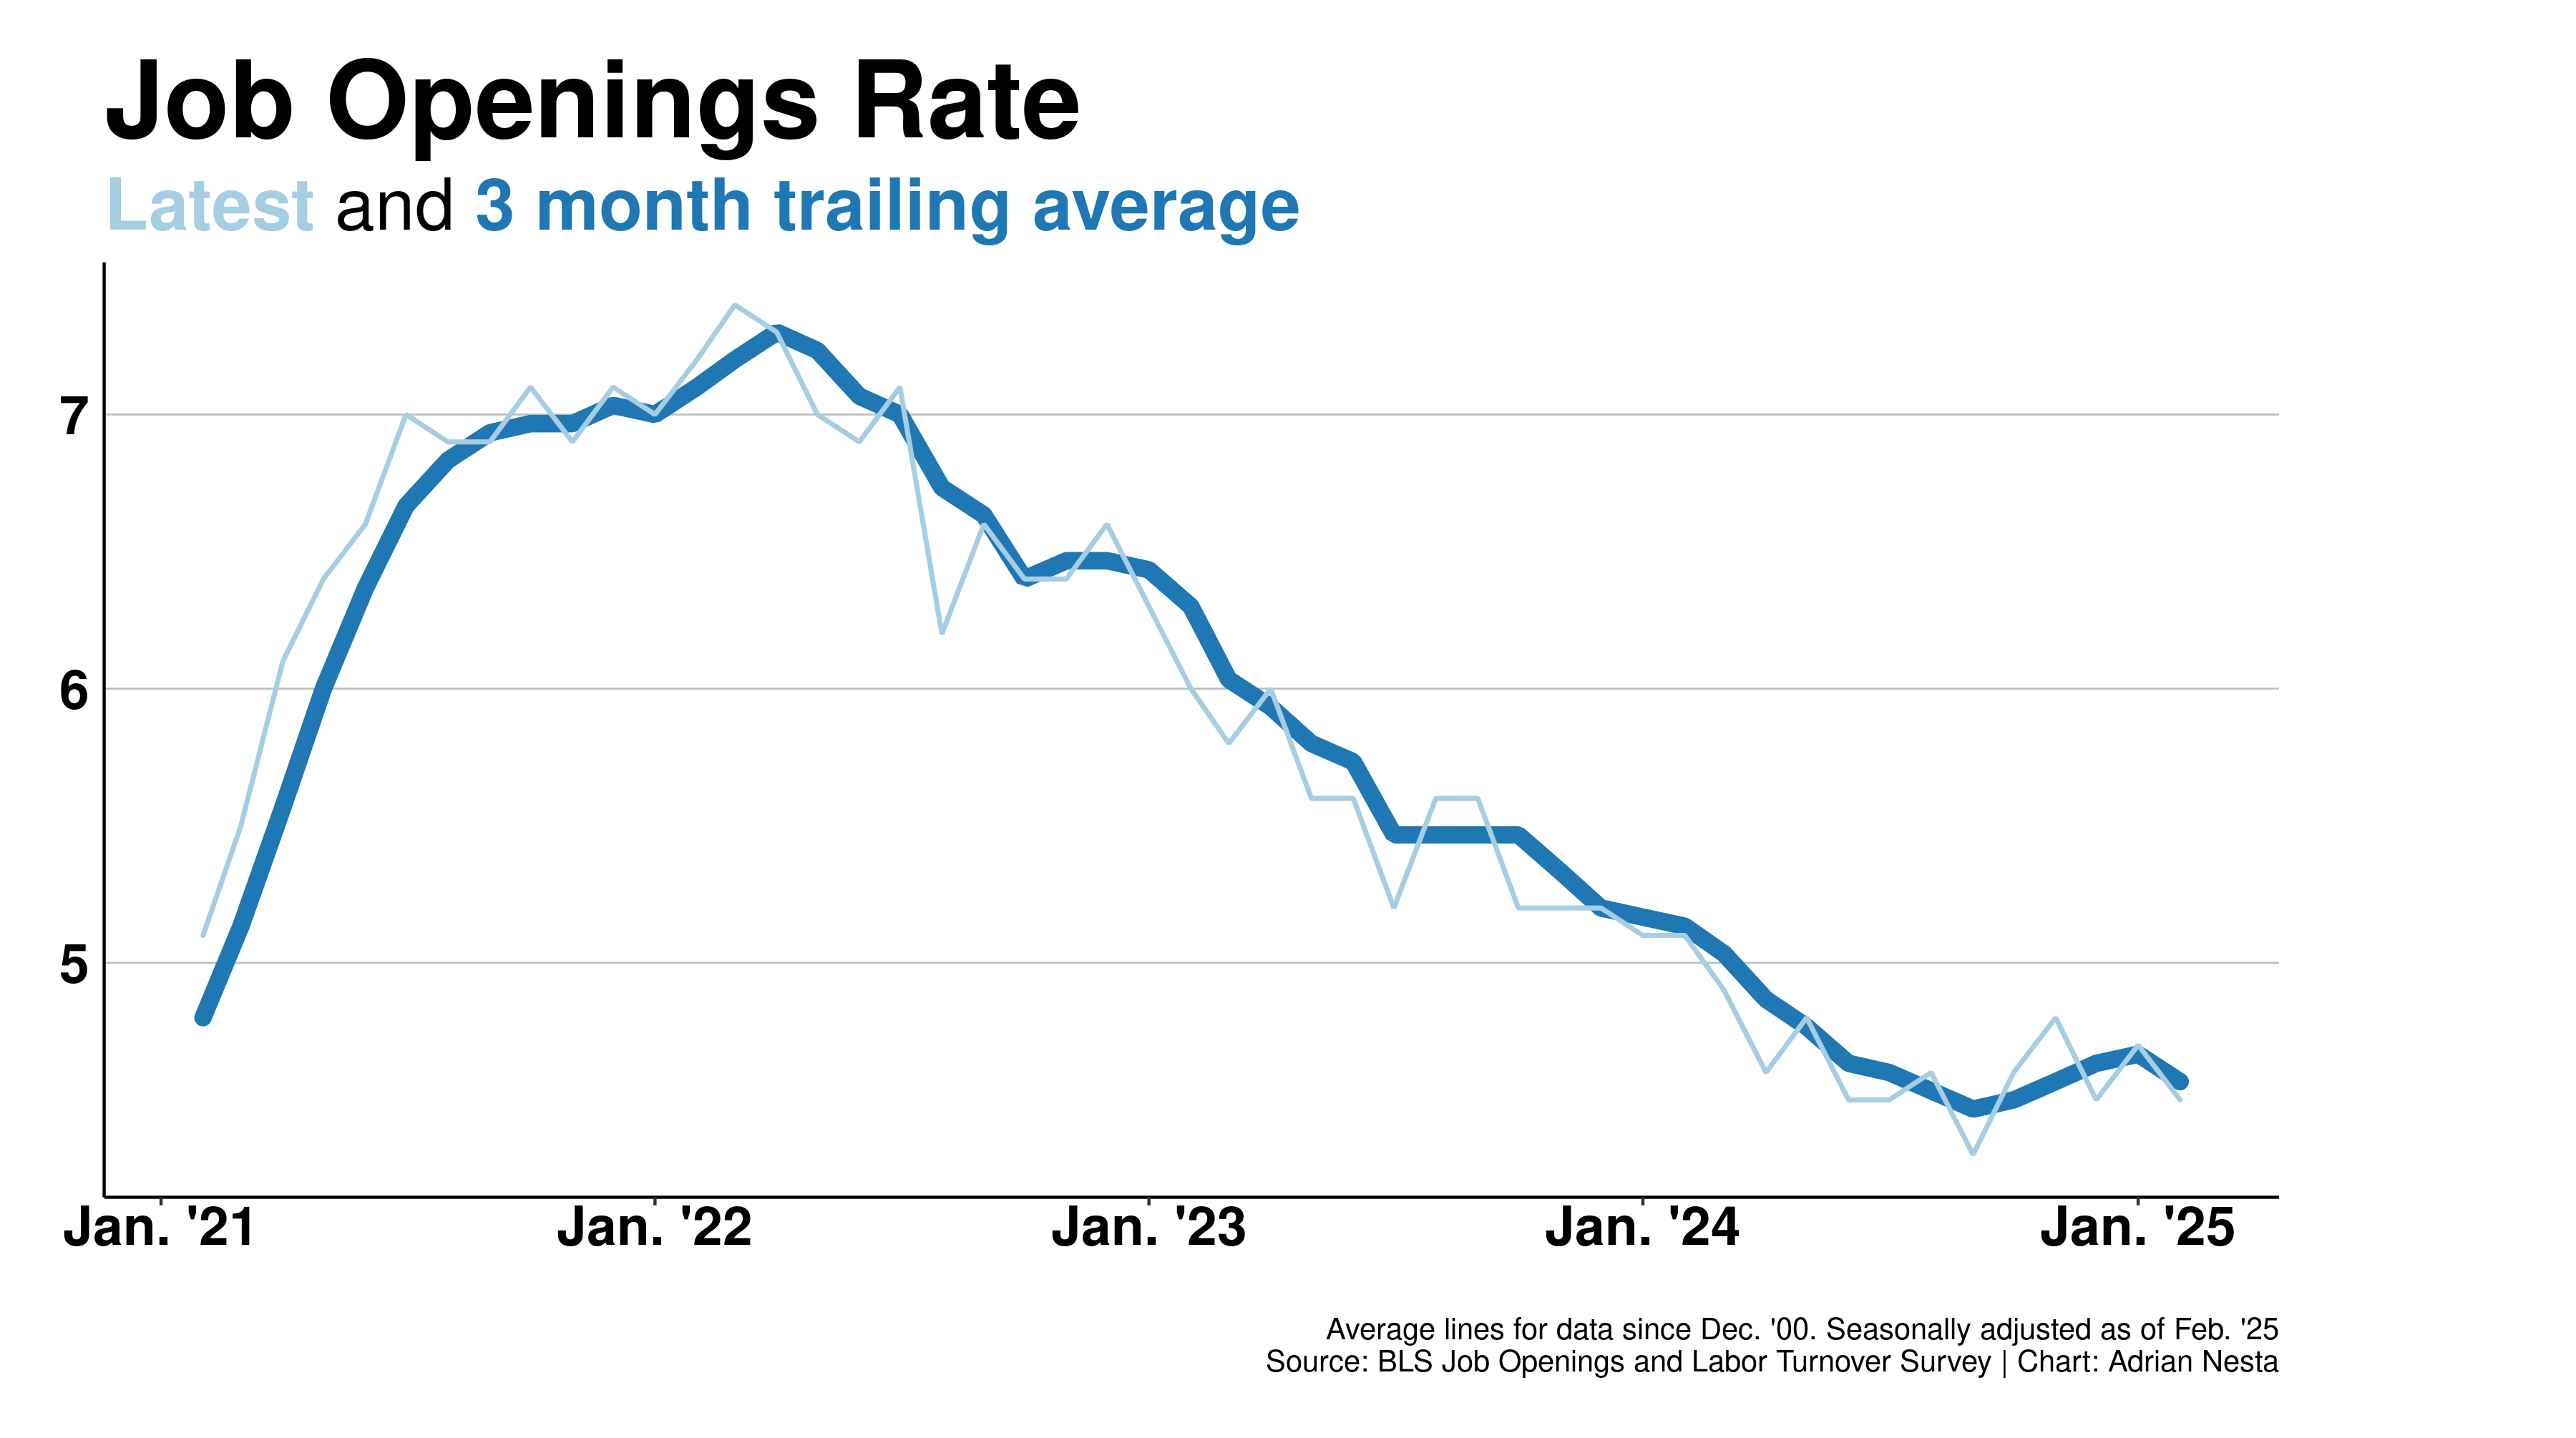 Job Openings Rate
Latest and 3 month trailing average
7
6
5
Jan. '21 Jan. '22 Jan. '23 Jan. '24 Jan. '25
Average lines for data since Dec. '00. Seasonally adjusted as of Feb. '25
Source: BLS Job Openings and Labor Turnover Survey | Chart: Adrian Nesta